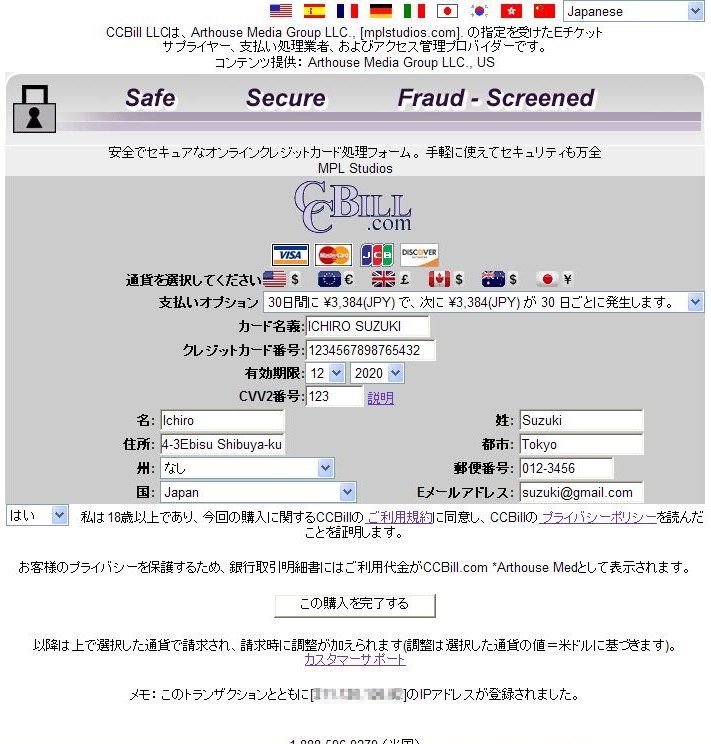 Japanese
CCBill LLCは、Arthouse Media Group LLC., [mplstudios.com]. の指定を受けたEチケット
サプライヤー、支払い処理業者、およびアクセス管理プロバイダーです。
コンテンツ提供: Arthouse Media Group LLC., US
Safe Secure Fraud - Screened
安全でセキュアなオンラインクレジットカード処理フォーム。手軽に使えてセキュリティも万全
MPL Studios
CCBILL
.com
VISA MasterCard JCB DISCOVER
通貨を選択してください $ € £ $ $ ¥
支払いオプション 30日間に ¥3,384(JPY) で、次に ¥3,384(JPY) が 30 日ごとに発生します。
カード名義: ICHIRO SUZUKI
クレジットカード番号: 1234567898765432
有効期限: 12 2020
CVV2番号: 123 説明
名: Ichiro 姓: Suzuki
住所: 4-3Ebisu Shibuya-ku 都市: Tokyo
州: なし 郵便番号: 012-3456
国: Japan Eメールアドレス: suzuki@gmail.com
はい 私は18歳以上であり、今回の購入に関するCCBillのご利用規約に同意し、CCBillのプライバシーポリシーを読んだ
ことを証明します。
お客様のプライバシーを保護するため、銀行取引明細書にはご利用代金がCCBill.com *Arthouse Medとして表示されます。
この購入を完了する
以降は上で選択した通貨で請求され、請求時に調整が加えられます(調整は選択した通貨の値＝米ドルに基づきます)。
カスタマーサポート
メモ: このトランザクションとともに[ ]のIPアドレスが登録されました。